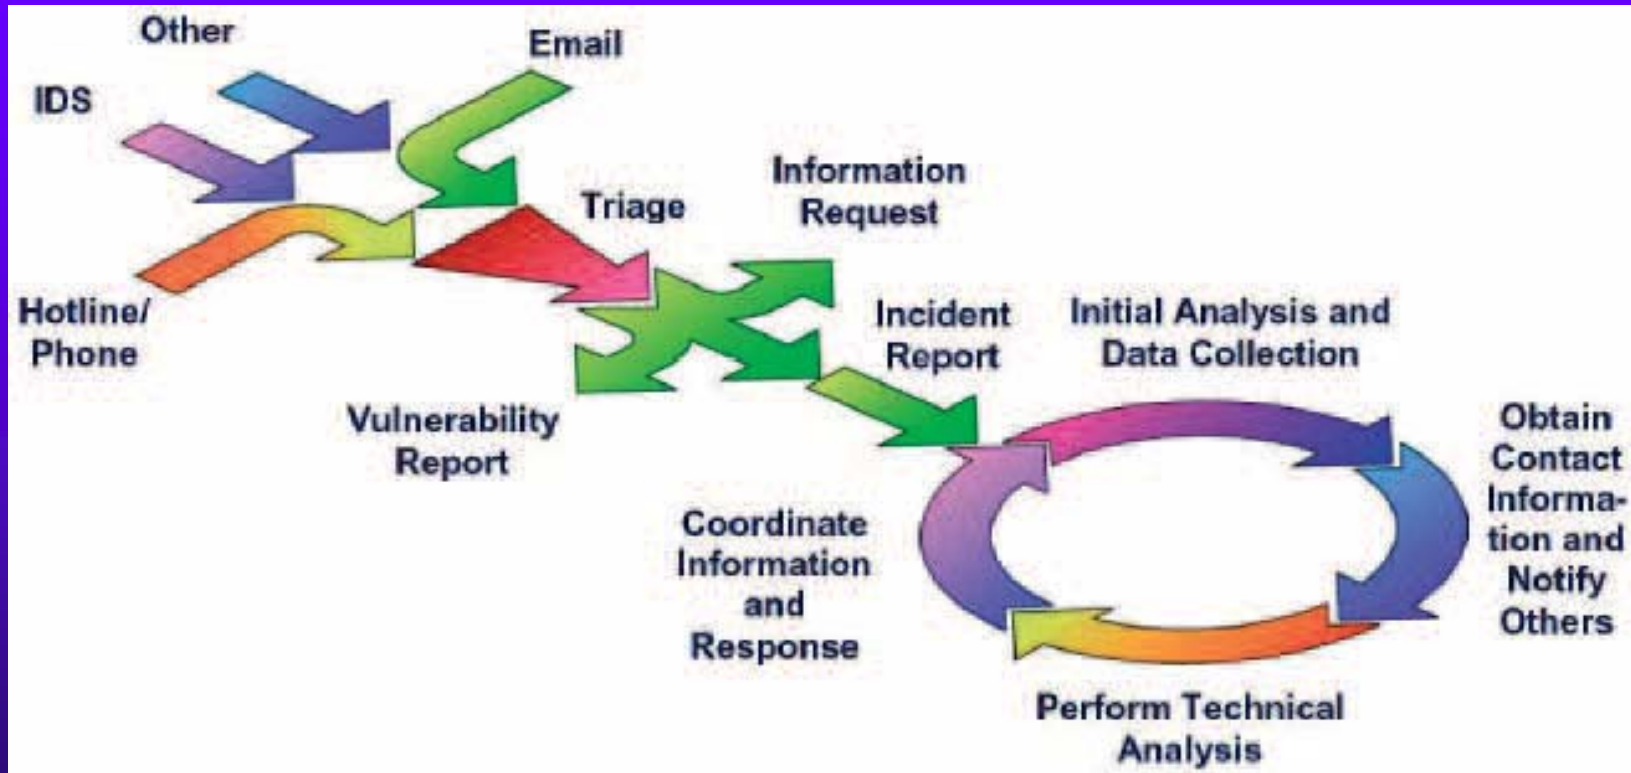 Other
Email
IDS
Information
Request
Triage
Hotline/
Phone
Incident
Report
Initial Analysis and
Data Collection
Vulnerability
Report
Obtain
Contact
Informa-
tion and
Notify
Others
Coordinate
Information
and
Response
Perform Technical
Analysis